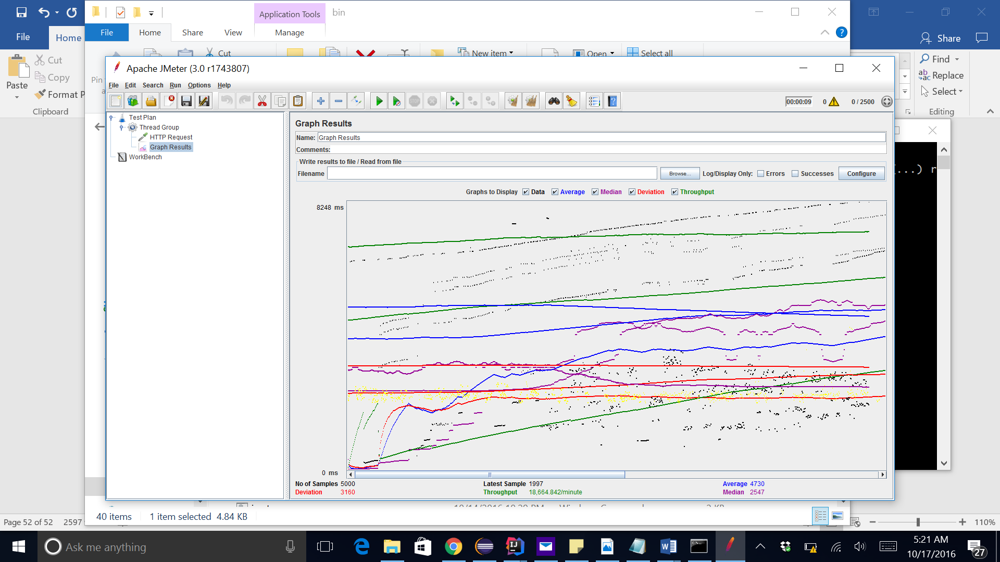 Application Tools
bin
File
Home
Share
View
Manage
File
Home
Share
Cut
Copy
Paste
Format P
Clipboard
Cut
New item
Open
Select all
Find
Replace
Select
Editing
Apache JMeter (3.0 r1743807)
File Edit Search Run Options Help
00:00:09 0 0 / 2500
Test Plan
Thread Group
HTTP Request
Graph Results
WorkBench
Graph Results
Name: Graph Results
Comments:
Write results to file / Read from file
Filename Browse... Log/Display Only: Errors Successes Configure
Graphs to Display Data Average Median Deviation Throughput
8248 ms
0 ms
No of Samples 5000 Latest Sample 1997 Average 4730
Deviation 3160 Throughput 18,664.842/minute Median 2547
(...) r
40 items 1 item selected 4.84 KB
Page 52 of 52 2597
110%
Ask me anything
5:21 AM
10/17/2016
27